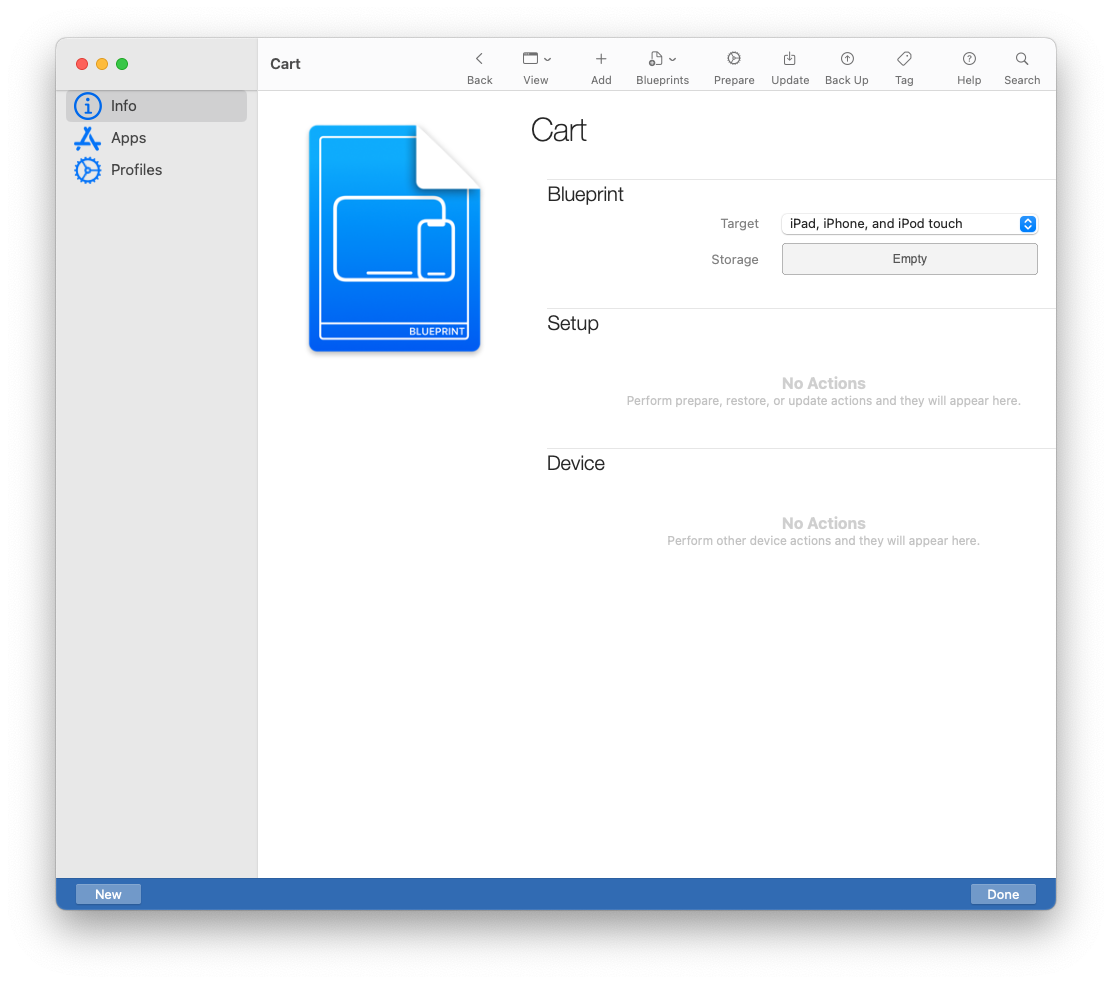 Cart
Back
View
Add
Blueprints
Prepare
Update
Back Up
Tag
Help
Search
Info
Apps
Profiles
BLUEPRINT
Cart
Blueprint
Target
iPad, iPhone, and iPod touch
Storage
Empty
Setup
No Actions
Perform prepare, restore, or update actions and they will appear here.
Device
No Actions
Perform other device actions and they will appear here.
New
Done